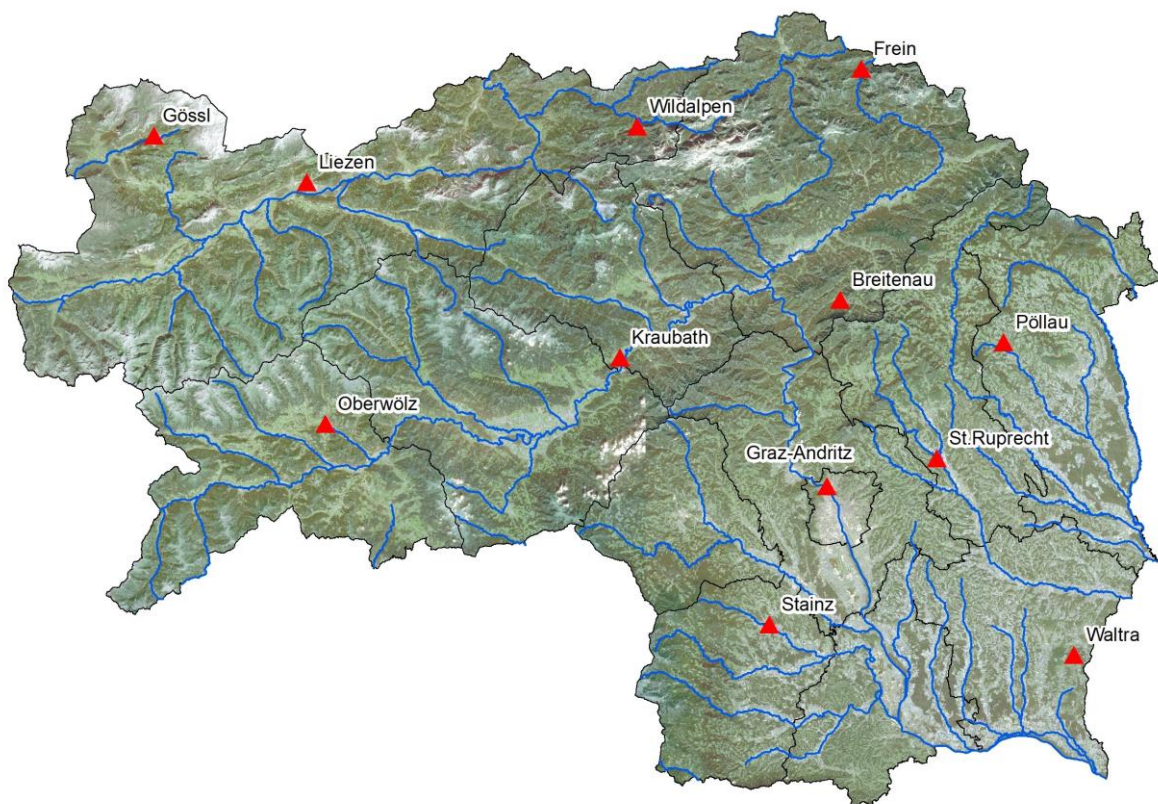 Frein
Wildalpen
Gössl
Liezen
Breitenau
Pöllau
Kraubath
Oberwölz
St.Ruprecht
Graz-Andritz
Stainz
Waltra